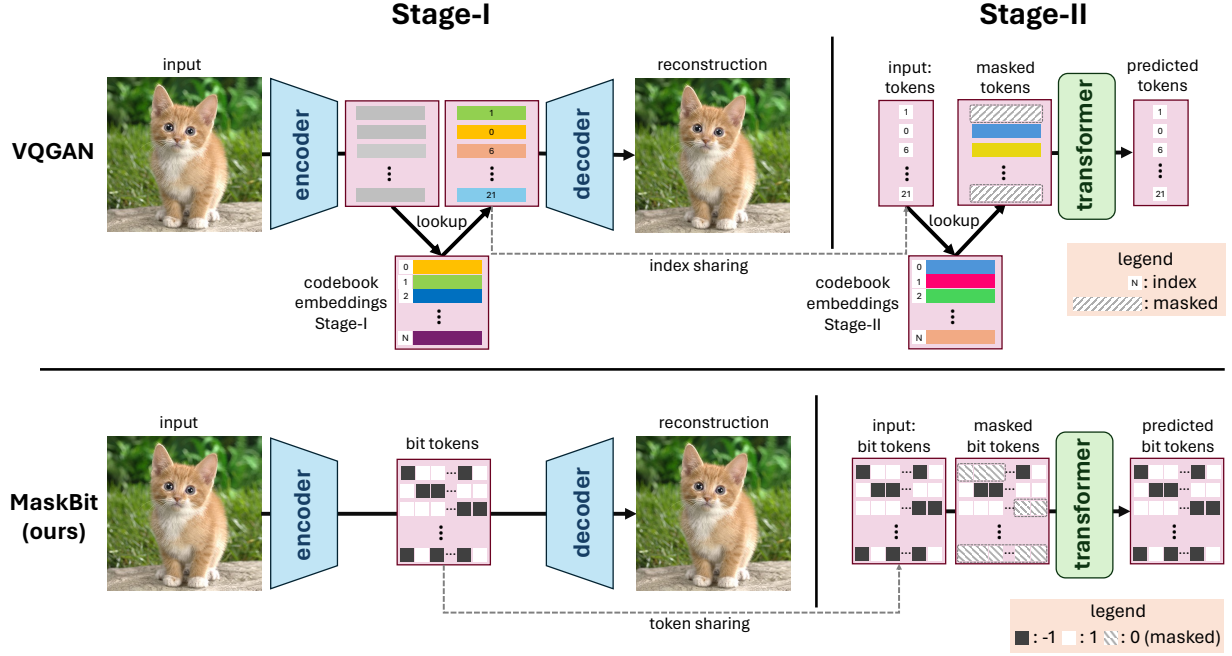 Stage-I
Stage-II
VQGAN
input
encoder
1
0
6
21
lookup
decoder
reconstruction
codebook
embeddings
Stage-I
0
1
2
N
index sharing
input:
tokens
1
0
6
21
masked
tokens
lookup
transformer
predicted
tokens
1
0
6
21
codebook
embeddings
Stage-II
0
1
2
N
legend
N : index
: masked
MaskBit
(ours)
input
encoder
bit tokens
decoder
reconstruction
token sharing
input:
bit tokens
masked
bit tokens
transformer
predicted
bit tokens
legend
: -1 : 1 : 0 (masked)